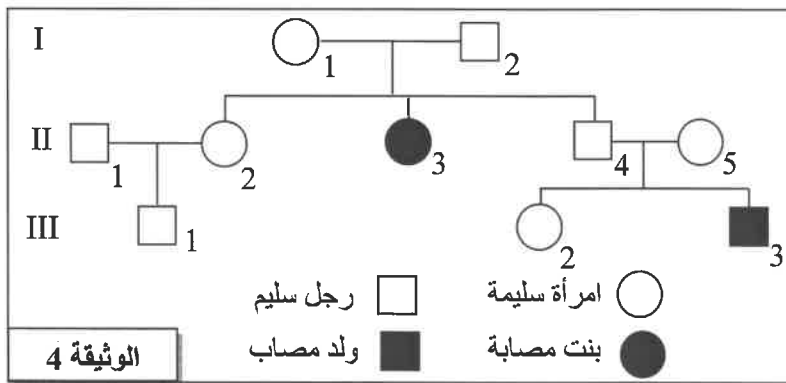 I
1 2
II
1 2 3 4 5
III
1 2 3
امرأة سليمة رجل سليم
بنت مصابة ولد مصاب
الوثيقة 4